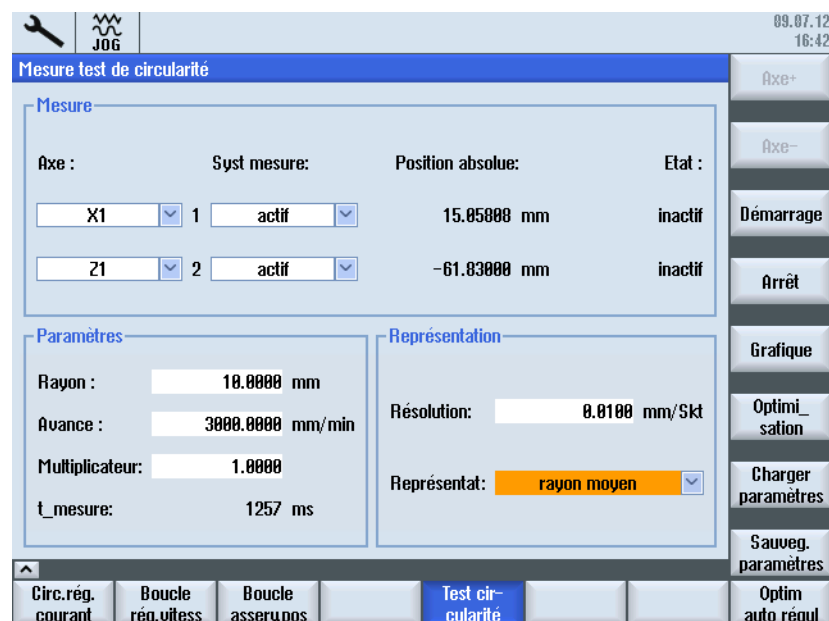 JOG
09.07.12
16:42
Mesure test de circularité
Mesure
Axe : Syst mesure: Position absolue: Etat :
X1 1 actif 15.05808 mm inactif
Z1 2 actif -61.83000 mm inactif
Paramètres
Rayon : 10.0000 mm
Avance : 3000.0000 mm/min
Multiplicateur: 1.0000
t_mesure: 1257 ms
Représentation
Résolution: 0.0100 mm/Skt
Représentat: rayon moyen
Axe+
Axe-
Démarrage
Arrêt
Grafique
Optimi_
sation
Charger
paramètres
Sauveg.
paramètres
Optim
auto régul
Circ.rég.
courant
Boucle
rég.vitess
Boucle
asserv.pos
Test cir-
cularité